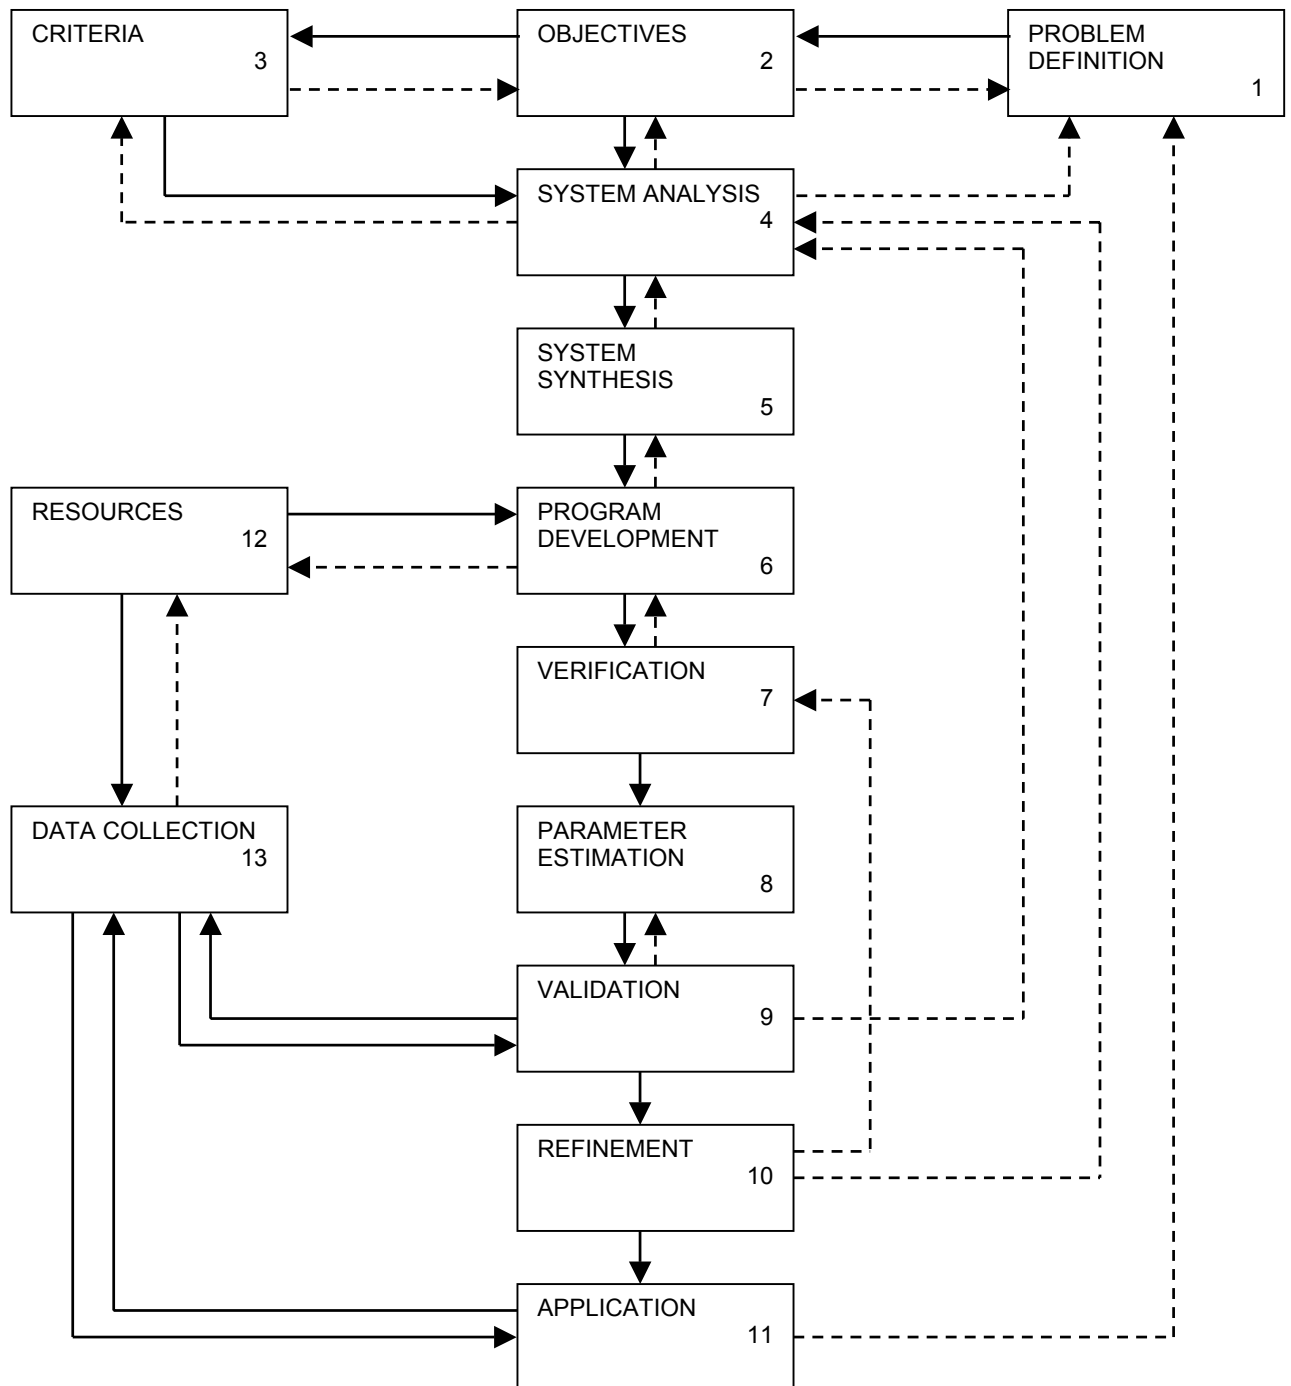 CRITERIA
3
OBJECTIVES
2
PROBLEM
DEFINITION
1
SYSTEM ANALYSIS
4
SYSTEM
SYNTHESIS
5
RESOURCES
12
PROGRAM
DEVELOPMENT
6
VERIFICATION
7
DATA COLLECTION
13
PARAMETER
ESTIMATION
8
VALIDATION
9
REFINEMENT
10
APPLICATION
11